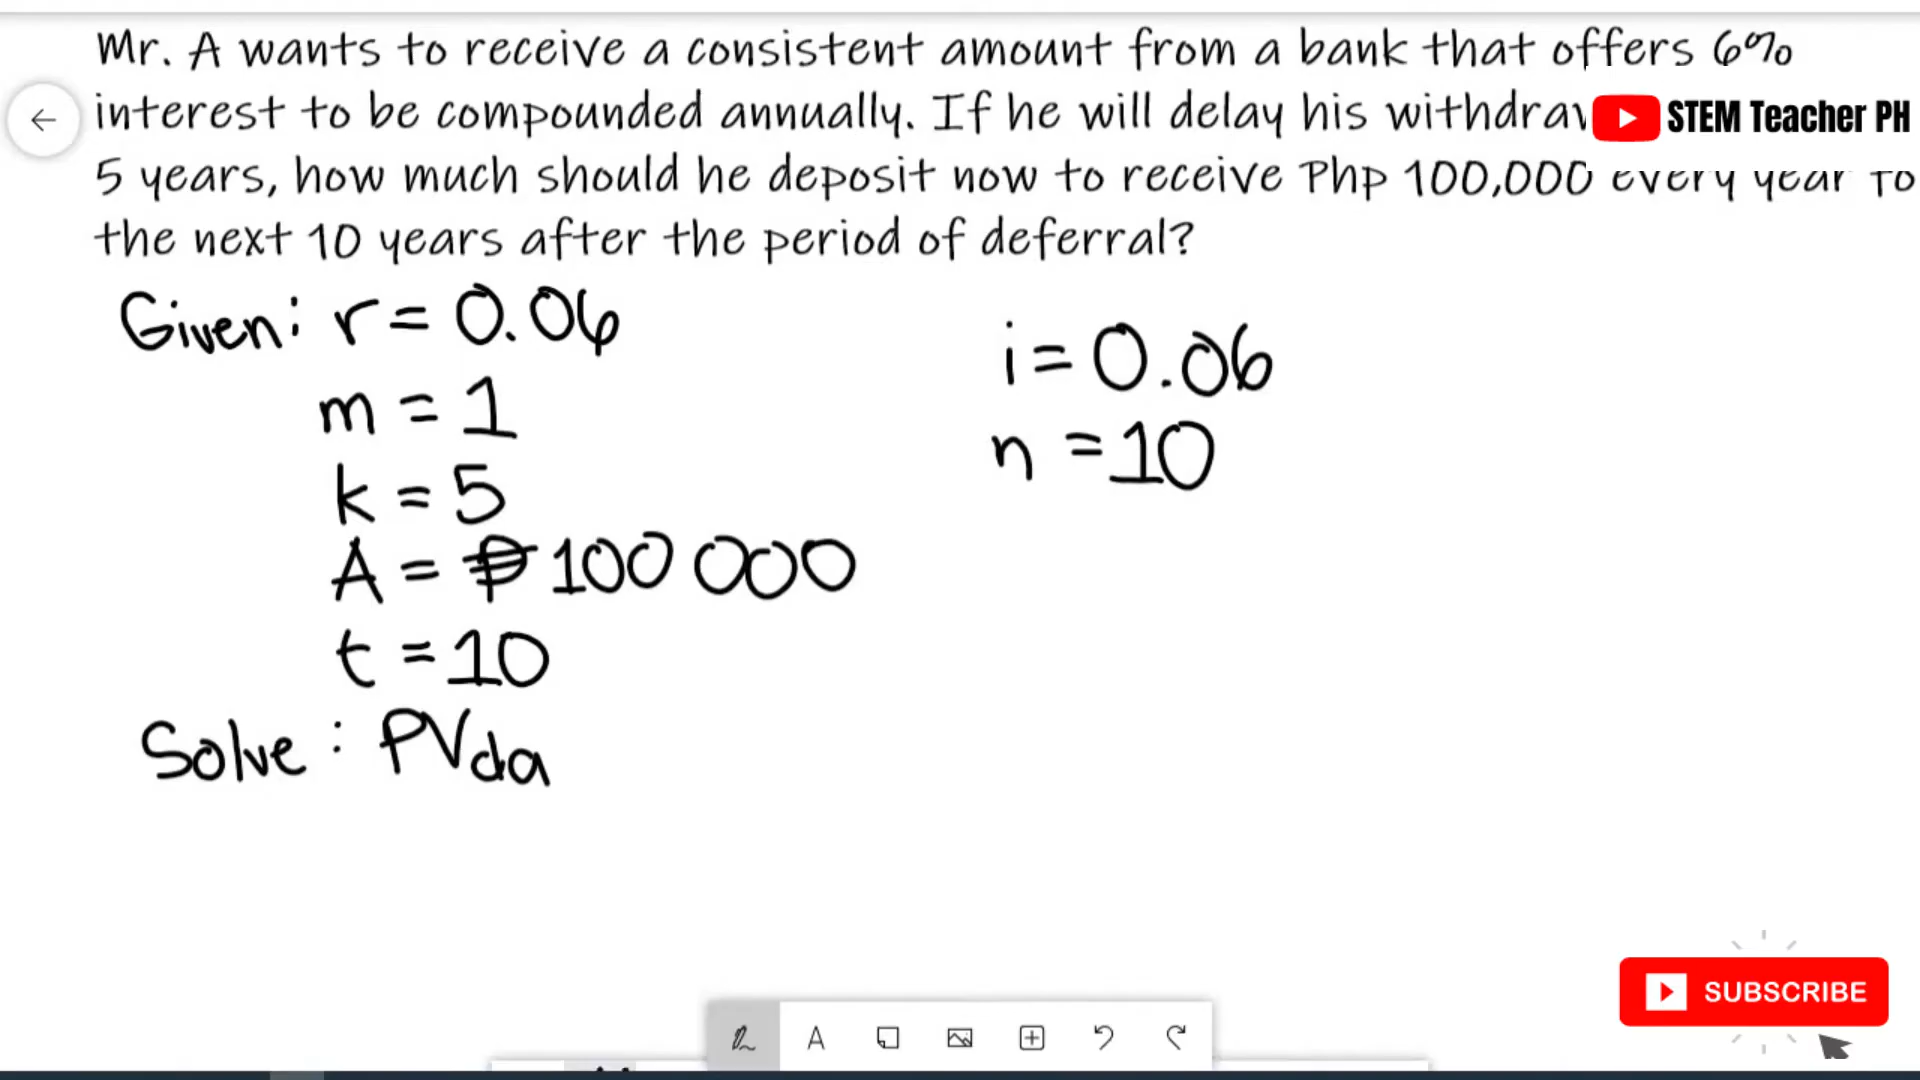 Mr. A wants to receive a consistent amount from a bank that offers 6%
interest to be compounded annually. If he will delay his
STEM Teacher PH
5 years, how much should he deposit now to receive Php 100,000 every year to
the next 10 years after the period of deferral?
Given: r = 0.06
i = 0.06
m = 1
n = 10
k = 5
A = ₱100 000
t = 10
Solve : PVda
A
SUBSCRIBE